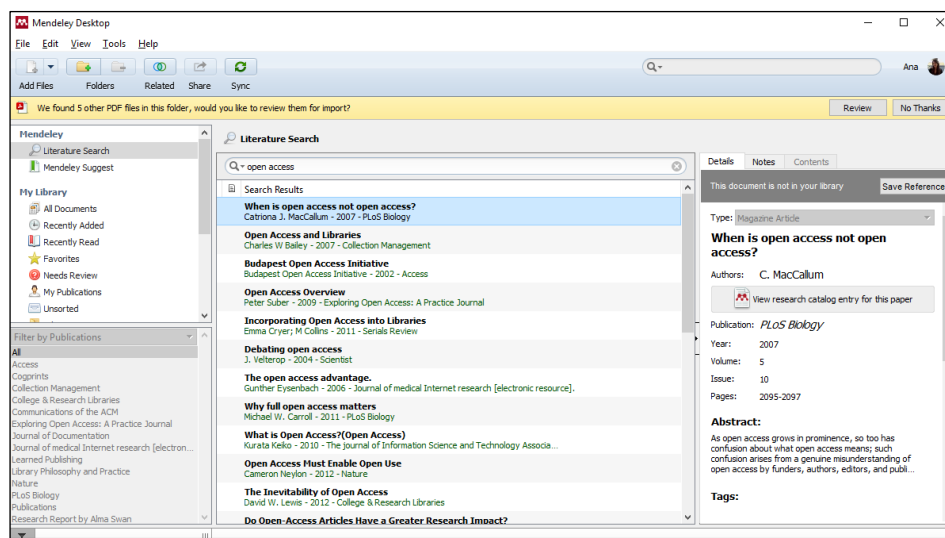 Mendeley Desktop
File Edit View Tools Help
Add Files Folders Related Share Sync
Ana
We found 5 other PDF files in this folder, would you like to review them for import?
Review No Thanks
Mendeley
Literature Search
Mendeley Suggest
My Library
All Documents
Recently Added
Recently Read
Favorites
Needs Review
My Publications
Unsorted
Filter by Publications
All
Access
Cogprints
Collection Management
College & Research Libraries
Communications of the ACM
Exploring Open Access: A Practice Journal
Journal of Documentation
Journal of medical Internet research [electron...
Learned Publishing
Library Philosophy and Practice
Nature
PLoS Biology
Publications
Research Report by Alma Swan
Literature Search
open access
Search Results
When is open access not open access?
Catriona J. MacCallum - 2007 - PLoS Biology
Open Access and Libraries
Charles W Bailey - 2007 - Collection Management
Budapest Open Access Initiative
Budapest Open Access Initiative - 2002 - Access
Open Access Overview
Peter Suber - 2009 - Exploring Open Access: A Practice Journal
Incorporating Open Access into Libraries
Emma Cryer; M Collins - 2011 - Serials Review
Debating open access
J. Velterop - 2004 - Scientist
The open access advantage.
Gunther Eysenbach - 2006 - Journal of medical Internet research [electronic resource].
Why full open access matters
Michael W. Carroll - 2011 - PLoS Biology
What is Open Access?(Open Access)
Kurata Keiko - 2010 - The journal of Information Science and Technology Associa...
Open Access Must Enable Open Use
Cameron Neylon - 2012 - Nature
The Inevitability of Open Access
David W. Lewis - 2012 - College & Research Libraries
Do Open-Access Articles Have a Greater Research Impact?
Details Notes Contents
This document is not in your library Save Reference
Type: Magazine Article
When is open access not open
access?
Authors: C. MacCallum
View research catalog entry for this paper
Publication: PLoS Biology
Year: 2007
Volume: 5
Issue: 10
Pages: 2095-2097
Abstract:
As open access grows in prominence, so too has
confusion about what open access means; such
confusion arises from a genuine misunderstanding of
open access by funders, authors, editors, and publi...
Tags: